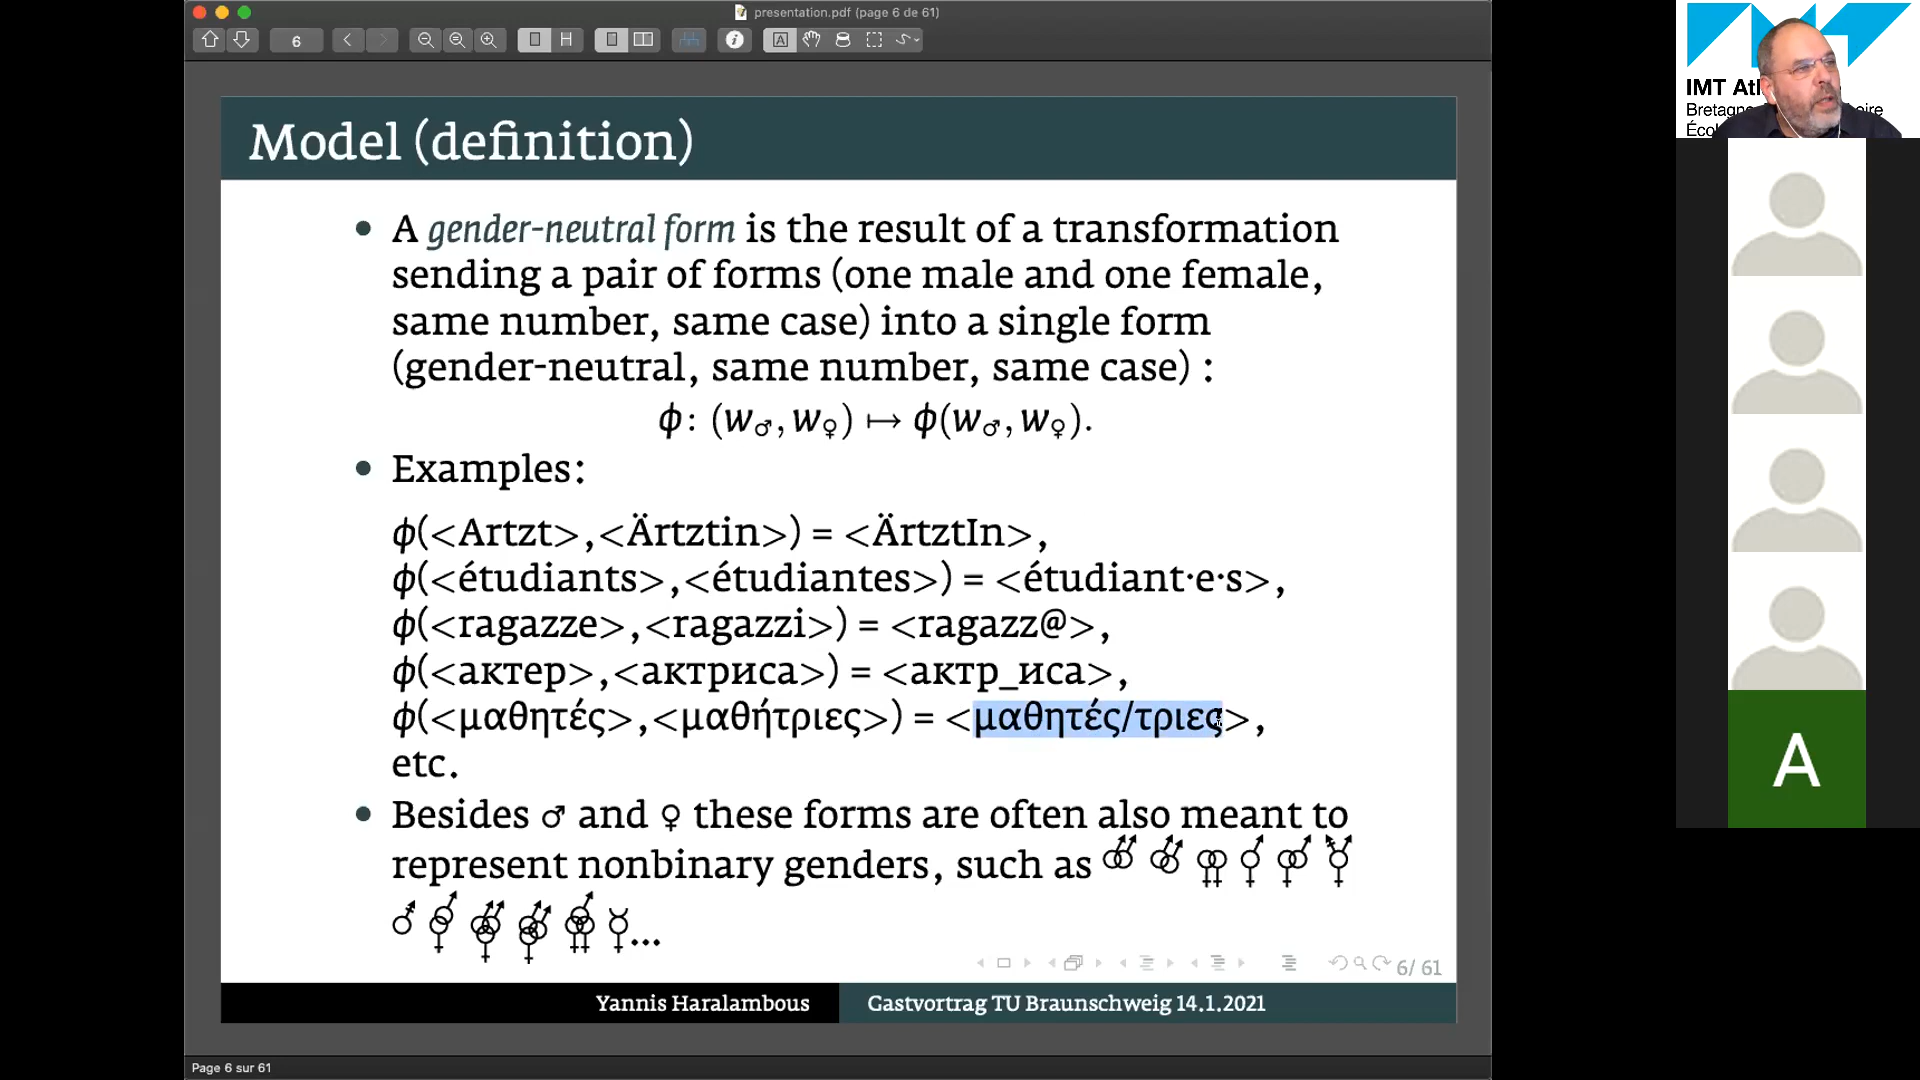 presentation.pdf (page 6 de 61)
6
IMT Atl
Bretagne oire
Écol
Model (definition)
• A gender-neutral form is the result of a transformation
sending a pair of forms (one male and one female,
same number, same case) into a single form
(gender-neutral, same number, same case) :
ϕ: (w♂, w♀) ↦ ϕ(w♂, w♀).
• Examples:
ϕ(<Artzt>,<Ärtztin>) = <ÄrtztIn>,
ϕ(<étudiants>,<étudiantes>) = <étudiant·e·s>,
ϕ(<ragazze>,<ragazzi>) = <ragazz@>,
ϕ(<актер>,<актриса>) = <актр_иса>,
ϕ(<μαθητές>,<μαθήτριες>) = <μαθητές/τριες>,
etc.
• Besides ♂ and ♀ these forms are often also meant to
represent nonbinary genders, such as ⚣ ⚣ ⚢ ⚥ ⚤ ⚧
⚦ ...
6/ 61
Yannis Haralambous
Gastvortrag TU Braunschweig 14.1.2021
Page 6 sur 61
A